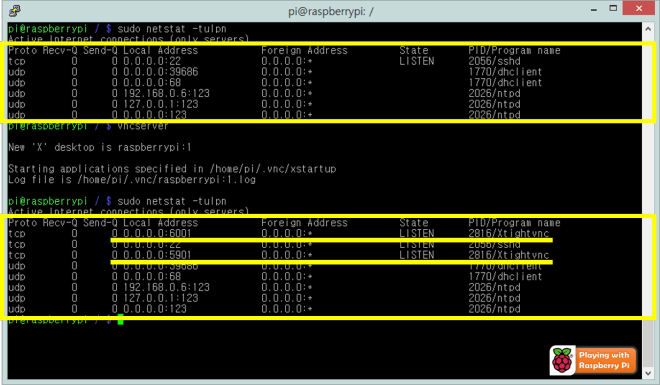 pi@raspberrypi: /
pi@raspberrypi / $ sudo netstat -tulpn
Active Internet connections (only servers)
Proto Recv-Q Send-Q Local Address Foreign Address State PID/Program name
tcp 0 0 0.0.0.0:22 0.0.0.0:* LISTEN 2056/sshd
udp 0 0 0.0.0.0:39686 0.0.0.0:* 1770/dhclient
udp 0 0 0.0.0.0:68 0.0.0.0:* 1770/dhclient
udp 0 0 192.168.0.6:123 0.0.0.0:* 2026/ntpd
udp 0 0 127.0.0.1:123 0.0.0.0:* 2026/ntpd
udp 0 0 0.0.0.0:123 0.0.0.0:* 2026/ntpd
pi@raspberrypi / $ vncserver
New 'X' desktop is raspberrypi:1
Starting applications specified in /home/pi/.vnc/xstartup
Log file is /home/pi/.vnc/raspberrypi:1.log
pi@raspberrypi / $ sudo netstat -tulpn
Active Internet connections (only servers)
Proto Recv-Q Send-Q Local Address Foreign Address State PID/Program name
tcp 0 0 0.0.0.0:6001 0.0.0.0:* LISTEN 2816/Xtightvnc
tcp 0 0 0.0.0.0:22 0.0.0.0:* LISTEN 2056/sshd
tcp 0 0 0.0.0.0:5901 0.0.0.0:* LISTEN 2816/Xtightvnc
udp 0 0 0.0.0.0:39686 0.0.0.0:* 1770/dhclient
udp 0 0 0.0.0.0:68 0.0.0.0:* 1770/dhclient
udp 0 0 192.168.0.6:123 0.0.0.0:* 2026/ntpd
udp 0 0 127.0.0.1:123 0.0.0.0:* 2026/ntpd
udp 0 0 0.0.0.0:123 0.0.0.0:* 2026/ntpd
pi@raspberrypi / $
Playing with
Raspberry Pi